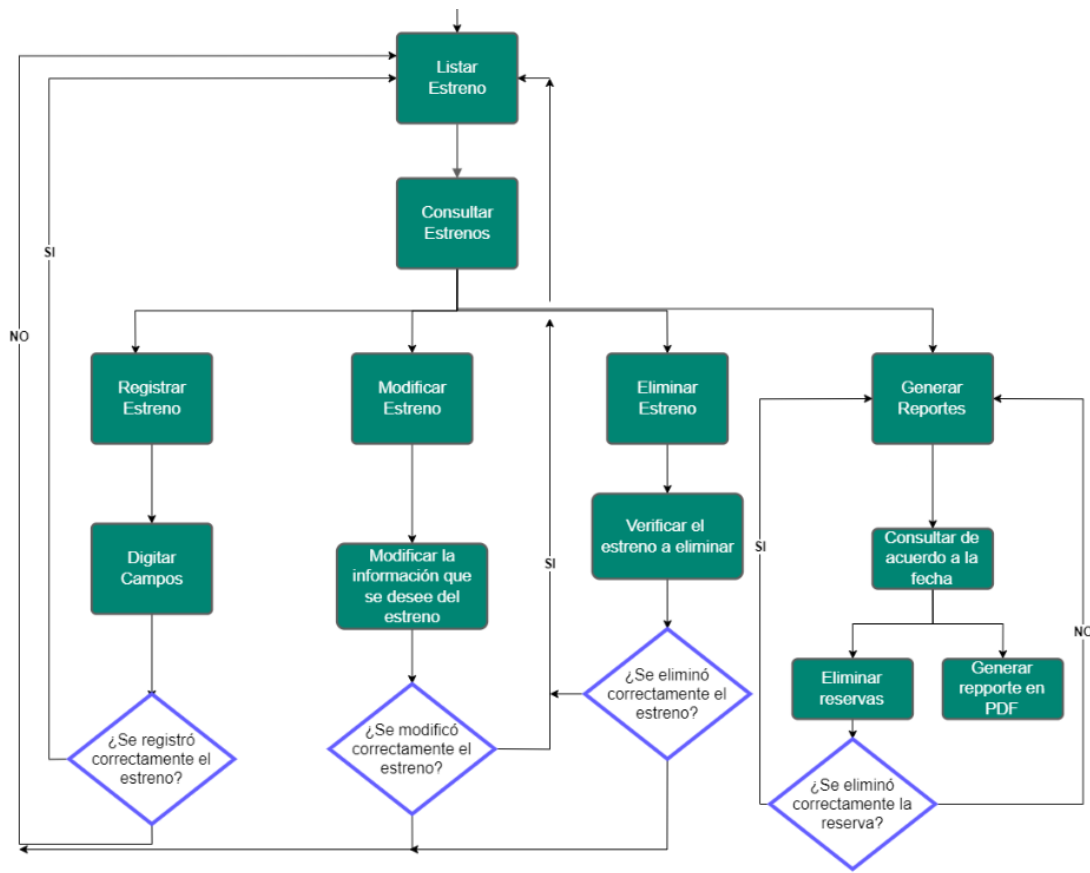 Listar
Estreno
Consultar
Estrenos
SI
NO
Registrar
Estreno
Modificar
Estreno
Eliminar
Estreno
Generar
Reportes
Digitar
Campos
Modificar la
información que
se desee del
estreno
Verificar el
estreno a eliminar
SI
Consultar de
acuerdo a la
fecha
SI
NO
Eliminar
reservas
Generar
repporte en
PDF
¿Se registró
correctamente el
estreno?
¿Se modificó
correctamente el
estreno?
¿Se eliminó
correctamente el
estreno?
¿Se eliminó
correctamente la
reserva?